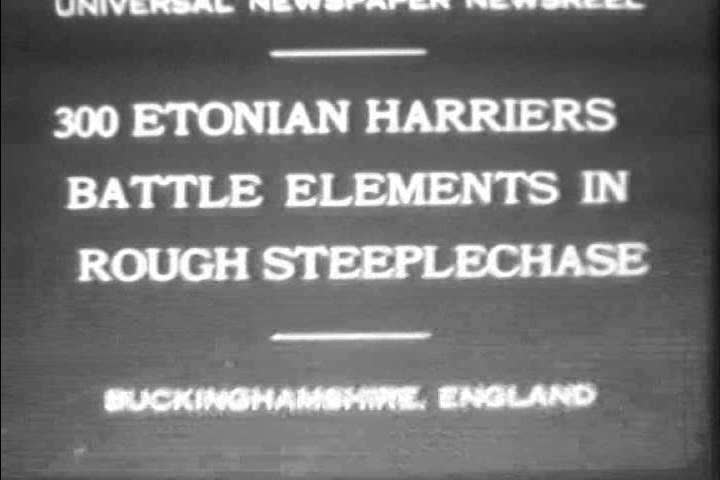 UNIVERSAL NEWSPAPER NEWSREEL
300 ETONIAN HARRIERS
BATTLE ELEMENTS IN
ROUGH STEEPLECHASE
BUCKINGHAMSHIRE, ENGLAND